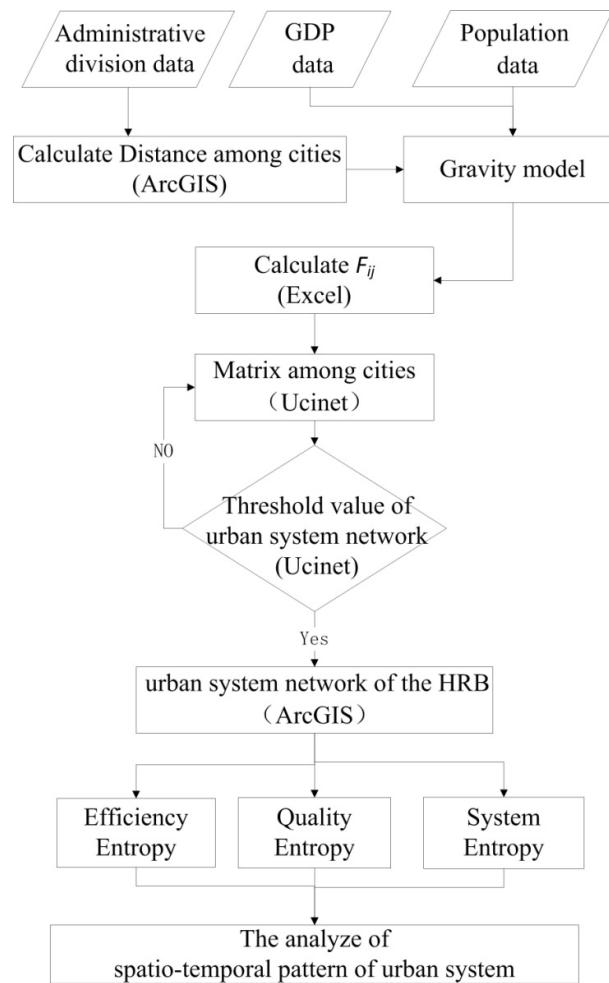 Administrative
division data
GDP
data
Population
data
Calculate Distance among cities
(ArcGIS)
Gravity model
Calculate Fij
(Excel)
Matrix among cities
（Ucinet）
NO
Threshold value of
urban system network
(Ucinet)
Yes
urban system network of the HRB
（ArcGIS）
Efficiency
Entropy
Quality
Entropy
System
Entropy
The analyze of
spatio-temporal pattern of urban system